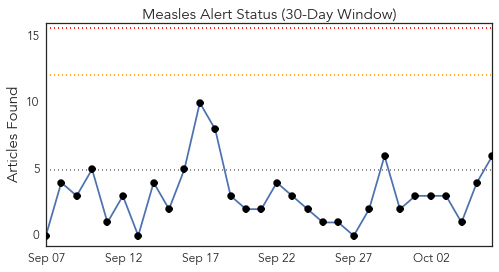 Measles Alert Status (30-Day Window)
Articles Found
15
10
5
0
Sep 07 Sep 12 Sep 17 Sep 22 Sep 27 Oct 02